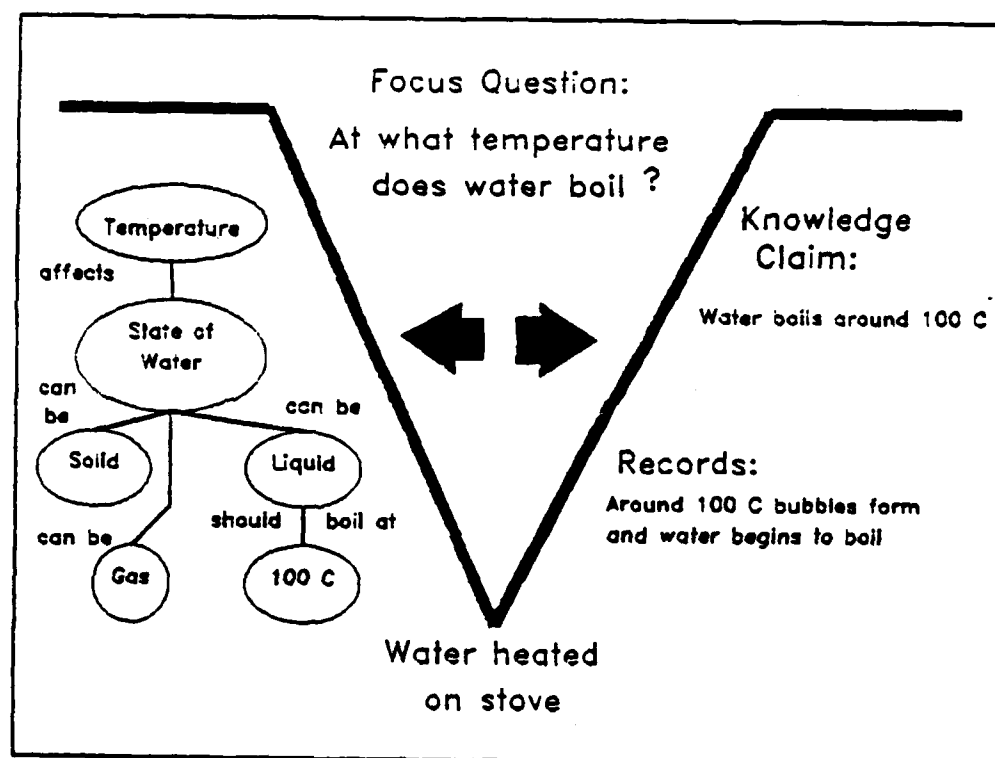 Focus Question:
At what temperature
does water boil ?
Temperature
affects
State of
Water
can
be
can be
Solid
Liquid
should boil at
can be
Gas
100 C
Knowledge
Claim:
Water boils around 100 C
Records:
Around 100 C bubbles form
and water begins to boil
Water heated
on stove